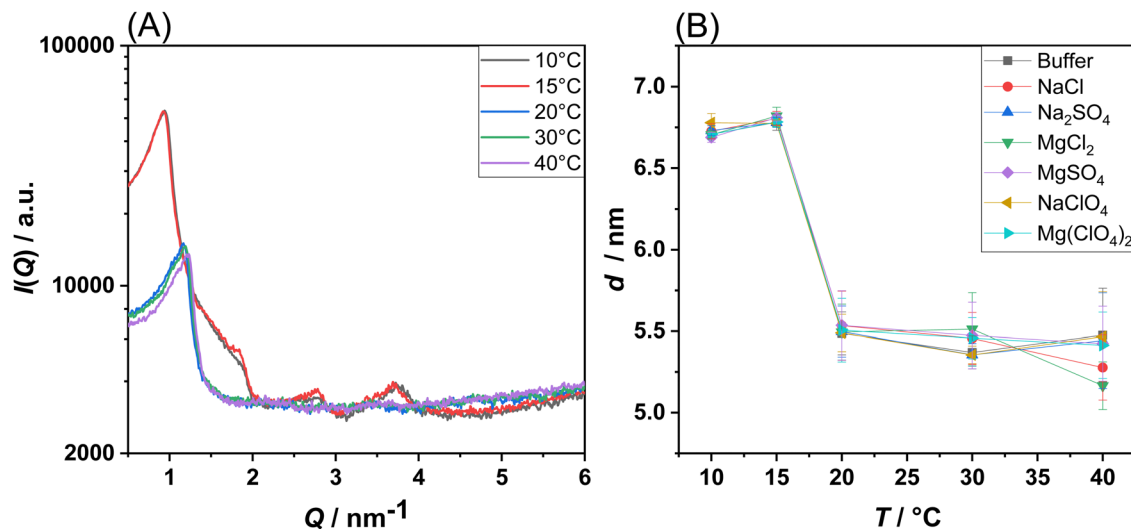 (A)
100000
10000
2000
I(Q) / a.u.
10°C
15°C
20°C
30°C
40°C
1 2 3 4 5 6
Q / nm-1
(B)
7.0
6.5
6.0
5.5
5.0
d / nm
Buffer
NaCl
Na2SO4
MgCl2
MgSO4
NaClO4
Mg(ClO4)2
10 15 20 25 30 35 40
T / °C